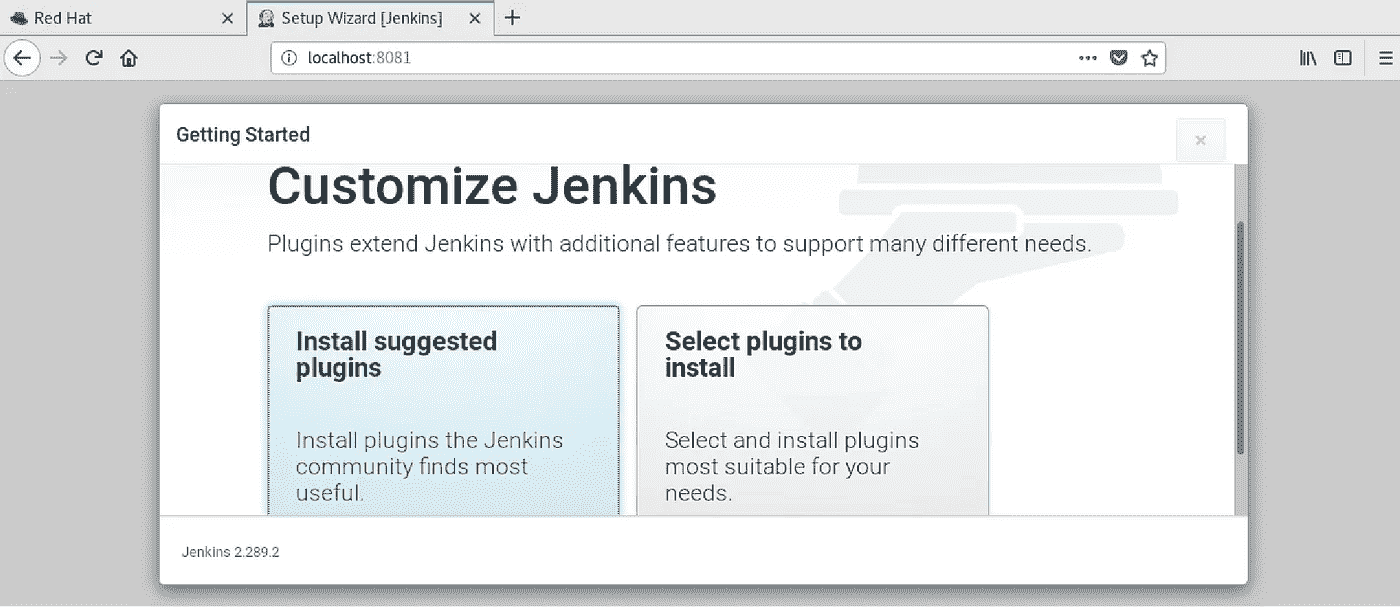 Red Hat
Setup Wizard [Jenkins]
localhost:8081
Getting Started
Customize Jenkins
Plugins extend Jenkins with additional features to support many different needs.
Install suggested
plugins
Install plugins the Jenkins
community finds most
useful.
Select plugins to
install
Select and install plugins
most suitable for your
needs.
Jenkins 2.289.2